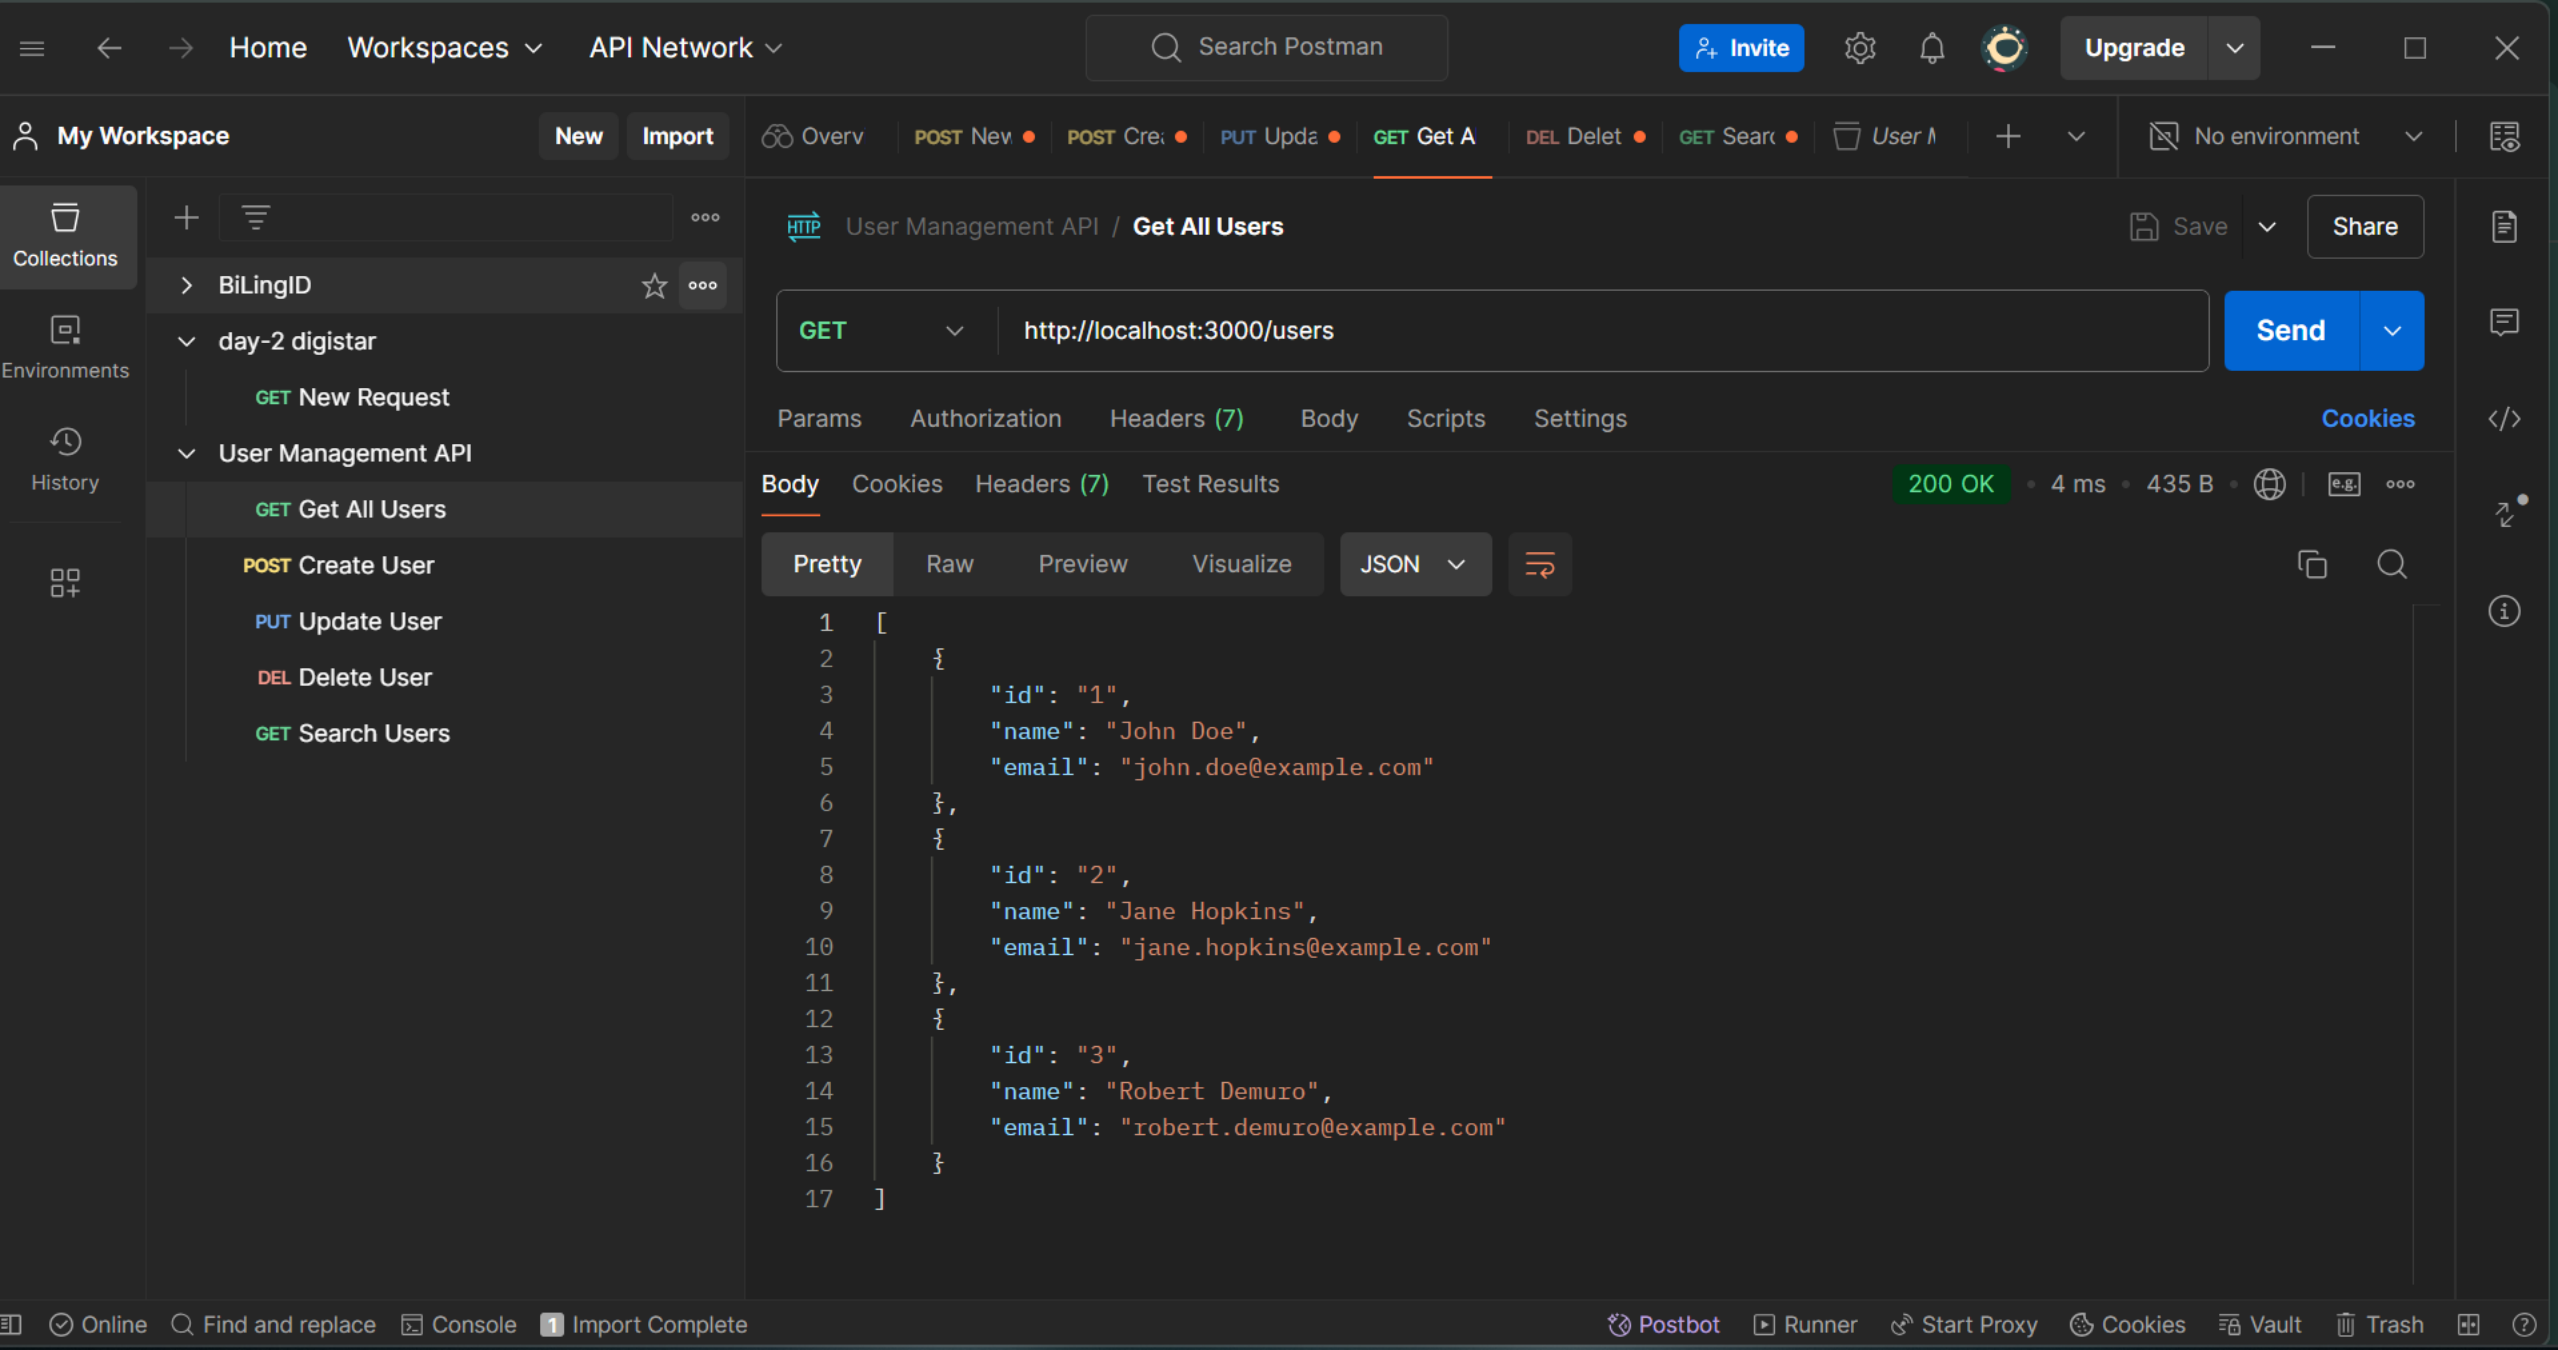 Home Workspaces API Network Search Postman Invite Upgrade
My Workspace New Import
Overv POST New POST Crea PUT Upda GET Get A DEL Delet GET Searc User No environment
Collections
Environments
History
BiLingID
day-2 digistar
GET New Request
User Management API
GET Get All Users
POST Create User
PUT Update User
DEL Delete User
GET Search Users
HTTP User Management API / Get All Users Save Share
GET http://localhost:3000/users Send
Params Authorization Headers (7) Body Scripts Settings Cookies
Body Cookies Headers (7) Test Results 200 OK • 4 ms • 435 B • e.g.
Pretty Raw Preview Visualize JSON
1 [
2 {
3 "id": "1",
4 "name": "John Doe",
5 "email": "john.doe@example.com"
6 },
7 {
8 "id": "2",
9 "name": "Jane Hopkins",
10 "email": "jane.hopkins@example.com"
11 },
12 {
13 "id": "3",
14 "name": "Robert Demuro",
15 "email": "robert.demuro@example.com"
16 }
17 ]
Online Find and replace Console 1 Import Complete Postbot Runner Start Proxy Cookies Vault Trash